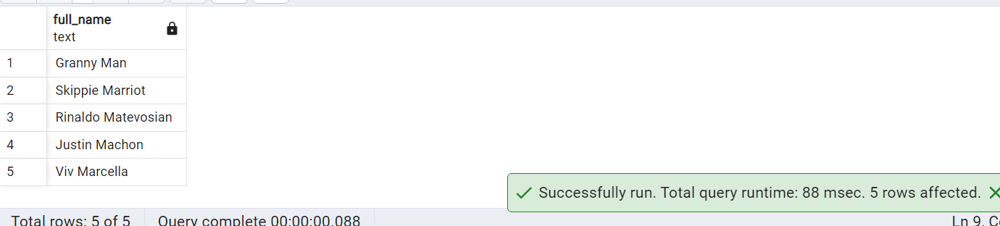 full_name
text
1 Granny Man
2 Skippie Marriot
3 Rinaldo Matevosian
4 Justin Machon
5 Viv Marcella
Successfully run. Total query runtime: 88 msec. 5 rows affected.
Total rows: 5 of 5 Query complete 00:00:00.088 Ln 9,